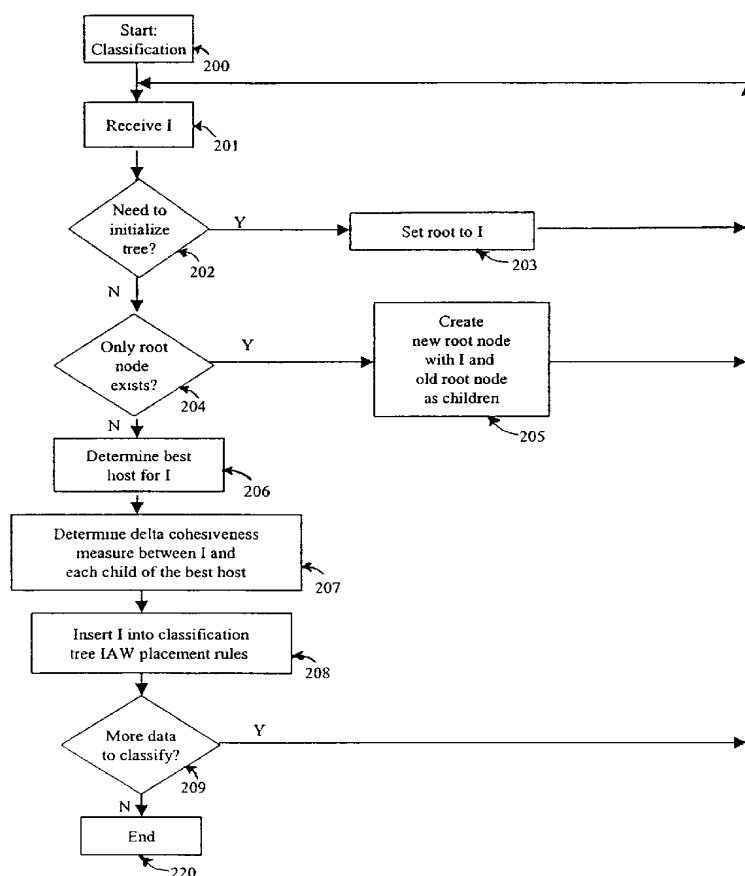 Start:
Classification
200
Receive I
201
Need to
initialize
tree?
202
Y
Set root to I
203
N
Only root
node
exists?
204
Y
Create
new root node
with I and
old root node
as children
205
N
Determine best
host for I
206
Determine delta cohesiveness
measure between I and
each child of the best host
207
Insert I into classification
tree IAW placement rules
208
More data
to classify?
209
Y
N
End
220